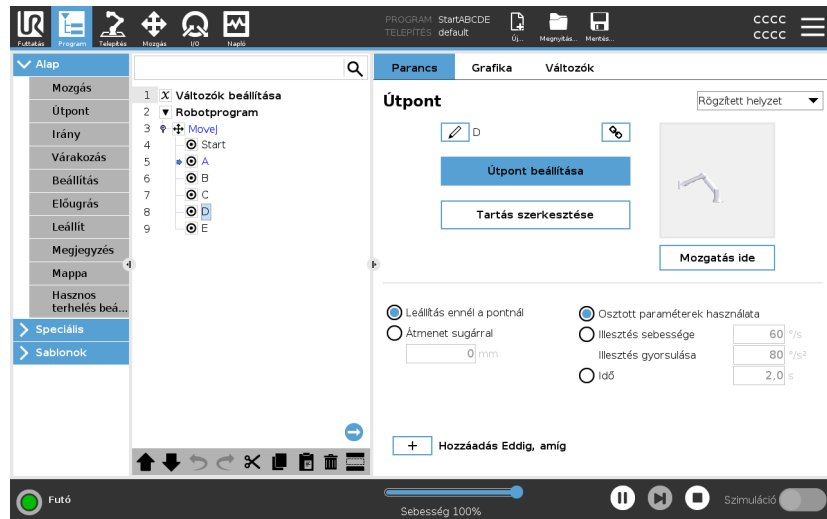 UR
Futtatás
Program
Telepítés
Mozgás
I/O
Napló
PROGRAM StartABCDE
TELEPÍTÉS default
Új...
Megnyitás...
Mentés...
CCCC
CCCC
Alap
Mozgás
Útpont
Irány
Várakozás
Beállítás
Előugrás
Leállít
Megjegyzés
Mappa
Hasznos
terhelés beá...
Speciális
Sablonok
1 X Változók beállítása
2 Robotprogram
3 MoveJ
4 Start
5 A
6 B
7 C
8 D
9 E
Parancs
Grafika
Változók
Útpont
Rögzített helyzet
D
Útpont beállítása
Tartás szerkesztése
Mozgatás ide
Leállítás ennél a pontnál
Átmenet sugárral
0 mm
Osztott paraméterek használata
Illesztés sebessége 60 °/s
Illesztés gyorsulása 80 °/s²
Idő 2,0 s
+ Hozzáadás Eddig, amíg
Futó
Sebesség 100%
Szimuláció